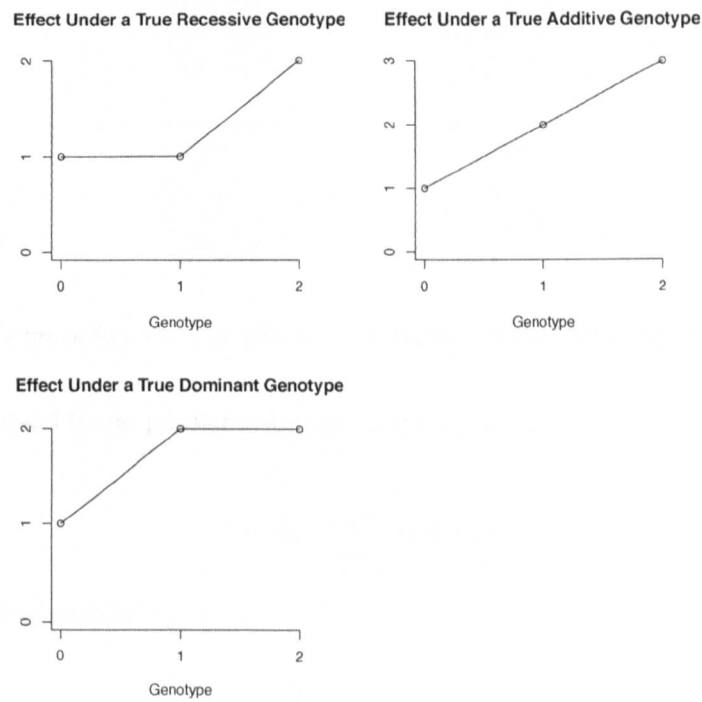 Effect Under a True Recessive Genotype
2
1
0
0 1 2
Genotype
Effect Under a True Additive Genotype
3
2
1
0
0 1 2
Genotype
Effect Under a True Dominant Genotype
2
1
0
0 1 2
Genotype